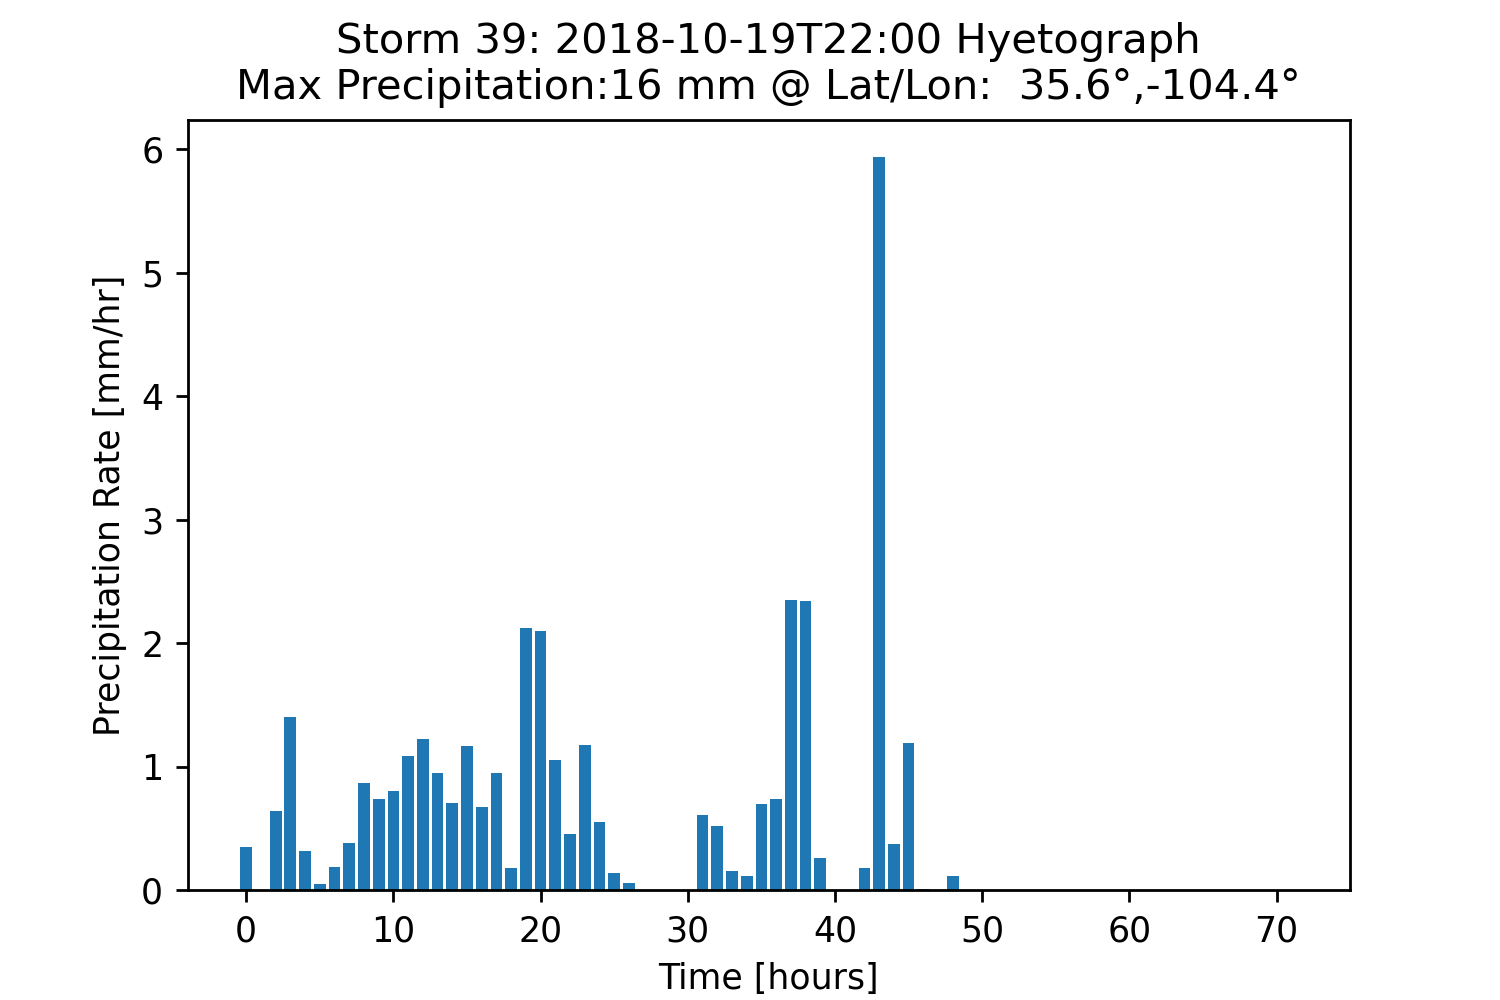 Storm 39: 2018-10-19T22:00 Hyetograph
Max Precipitation:16 mm @ Lat/Lon:  35.6°,-104.4°
6
5
4
3
2
1
0
Precipitation Rate [mm/hr]
0 10 20 30 40 50 60 70
Time [hours]